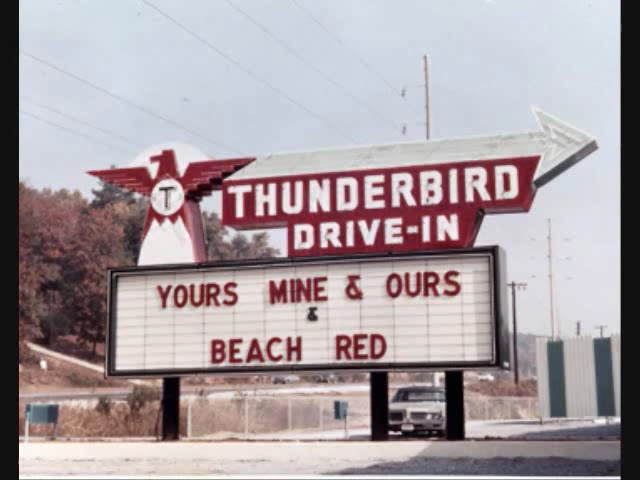 T
THUNDERBIRD
DRIVE-IN
YOURS MINE & OURS
&
BEACH RED